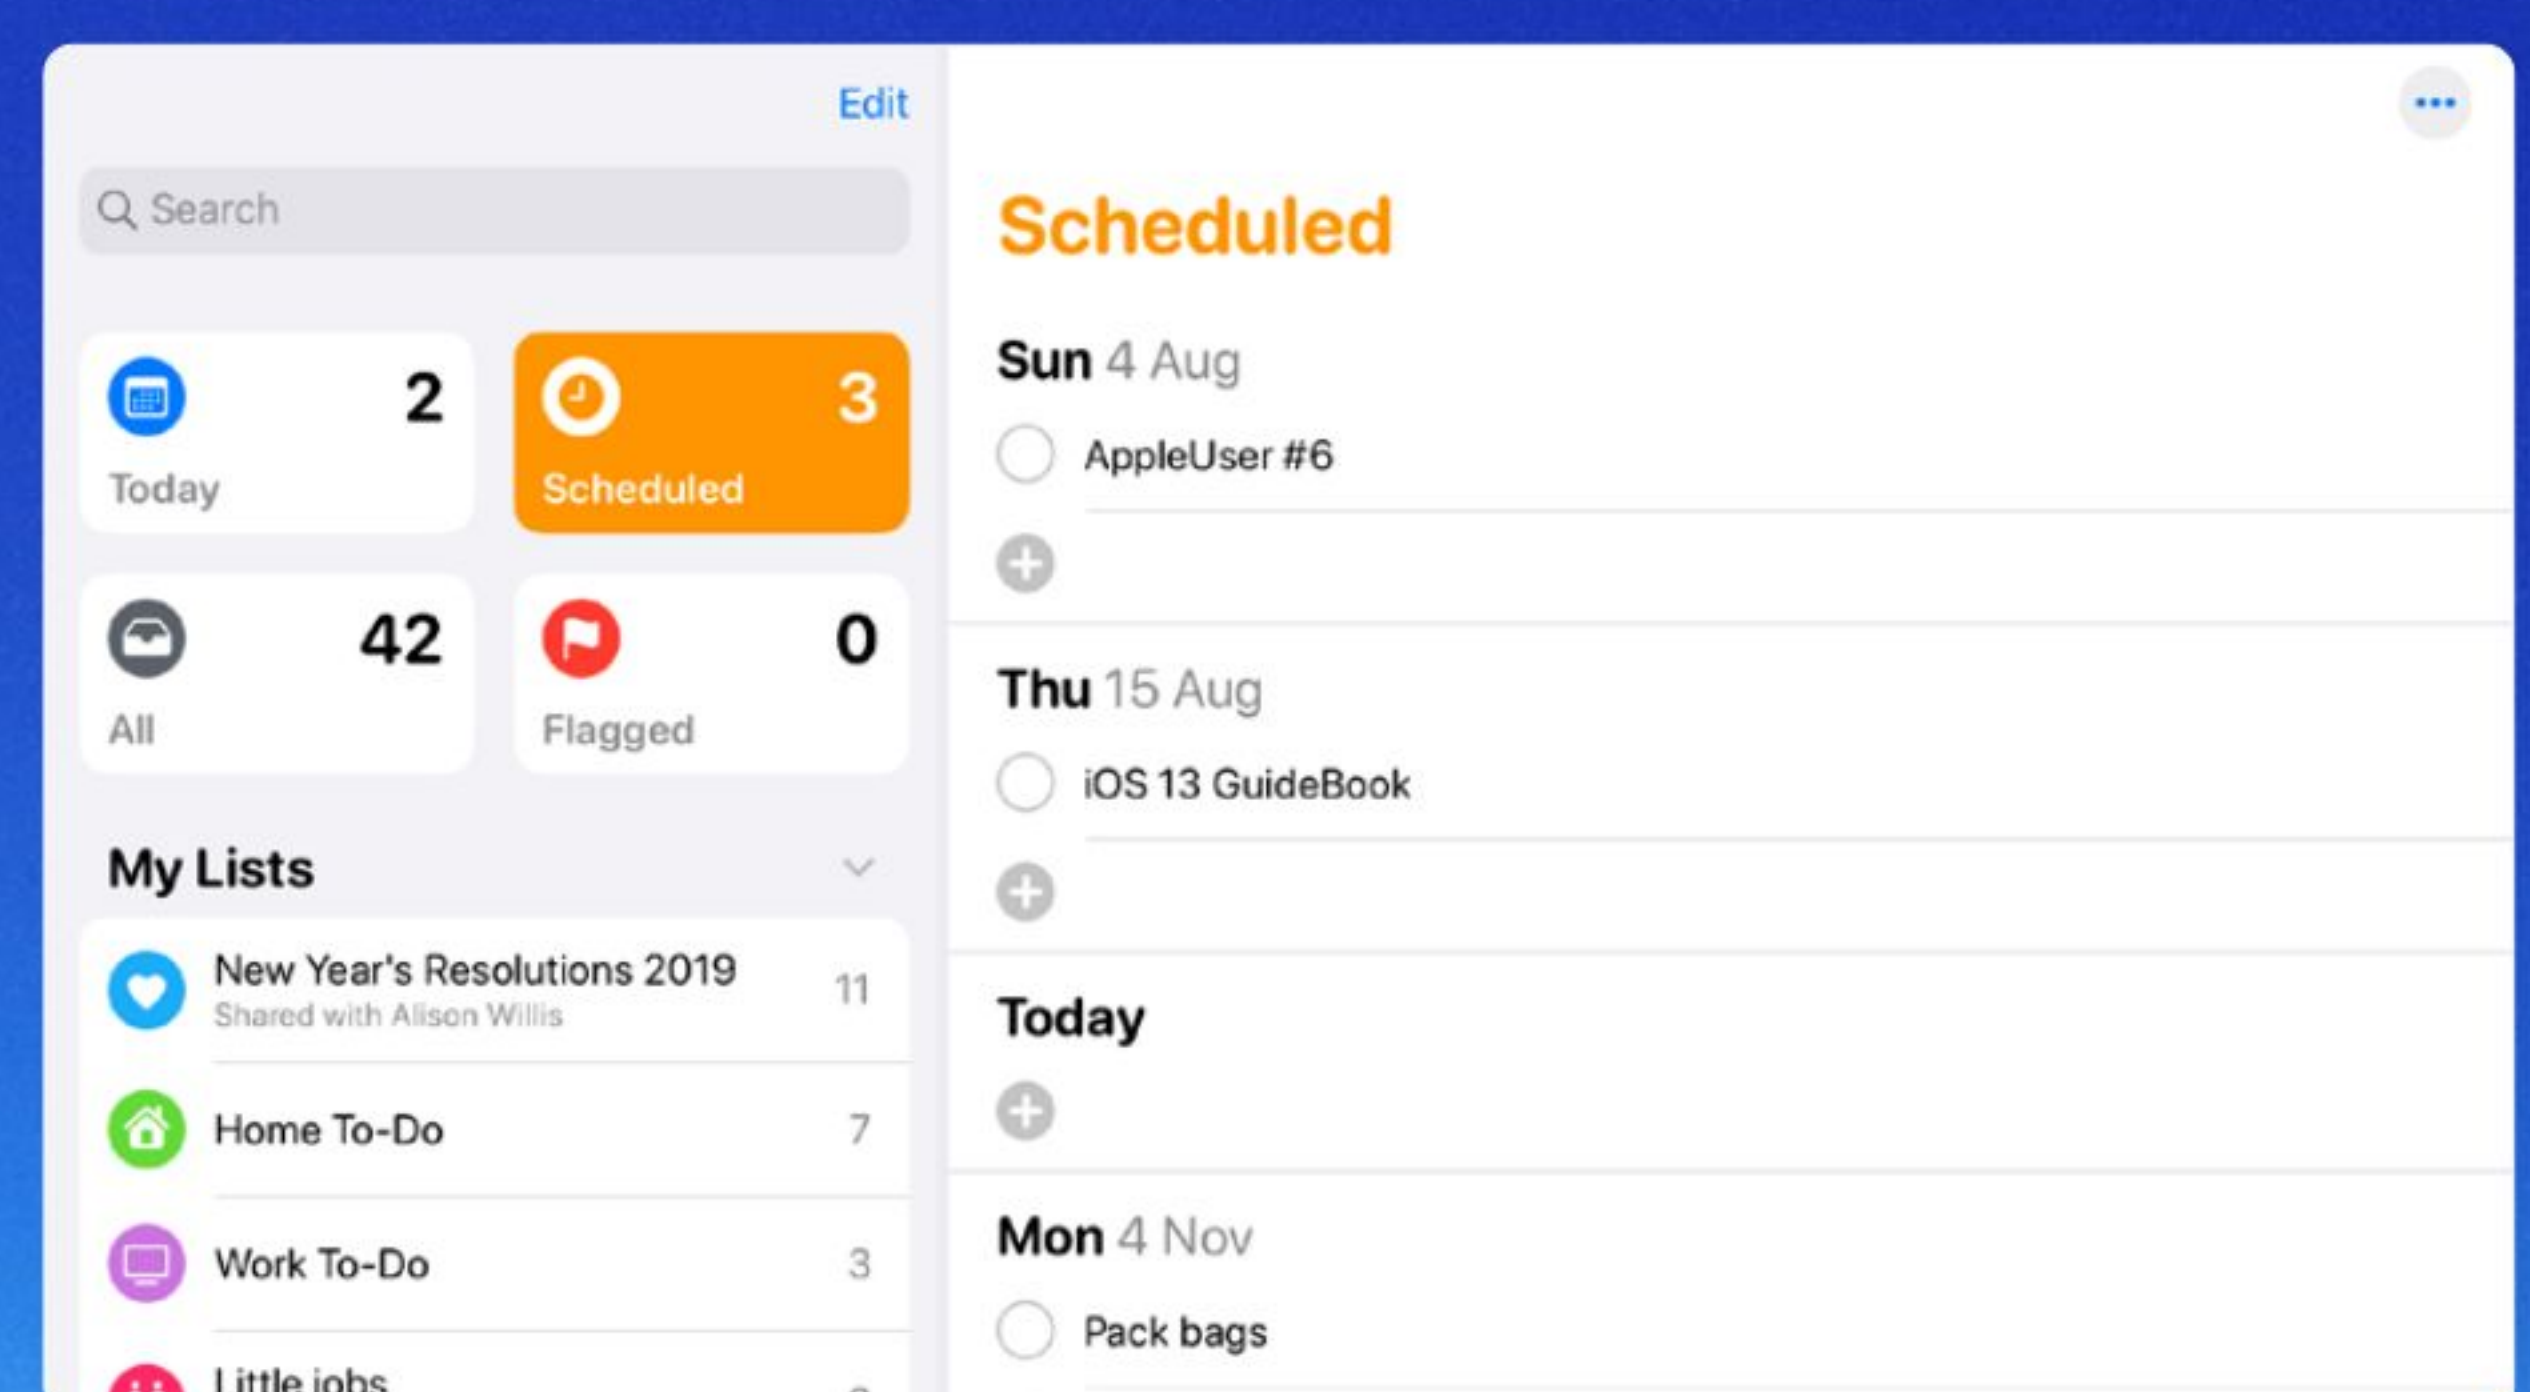 Edit
Search
2
Today
3
Scheduled
42
All
0
Flagged
My Lists
New Year's Resolutions 2019
Shared with Alison Willis
11
Home To-Do
7
Work To-Do
3
Little jobs
Scheduled
Sun 4 Aug
AppleUser #6
Thu 15 Aug
iOS 13 GuideBook
Today
Mon 4 Nov
Pack bags